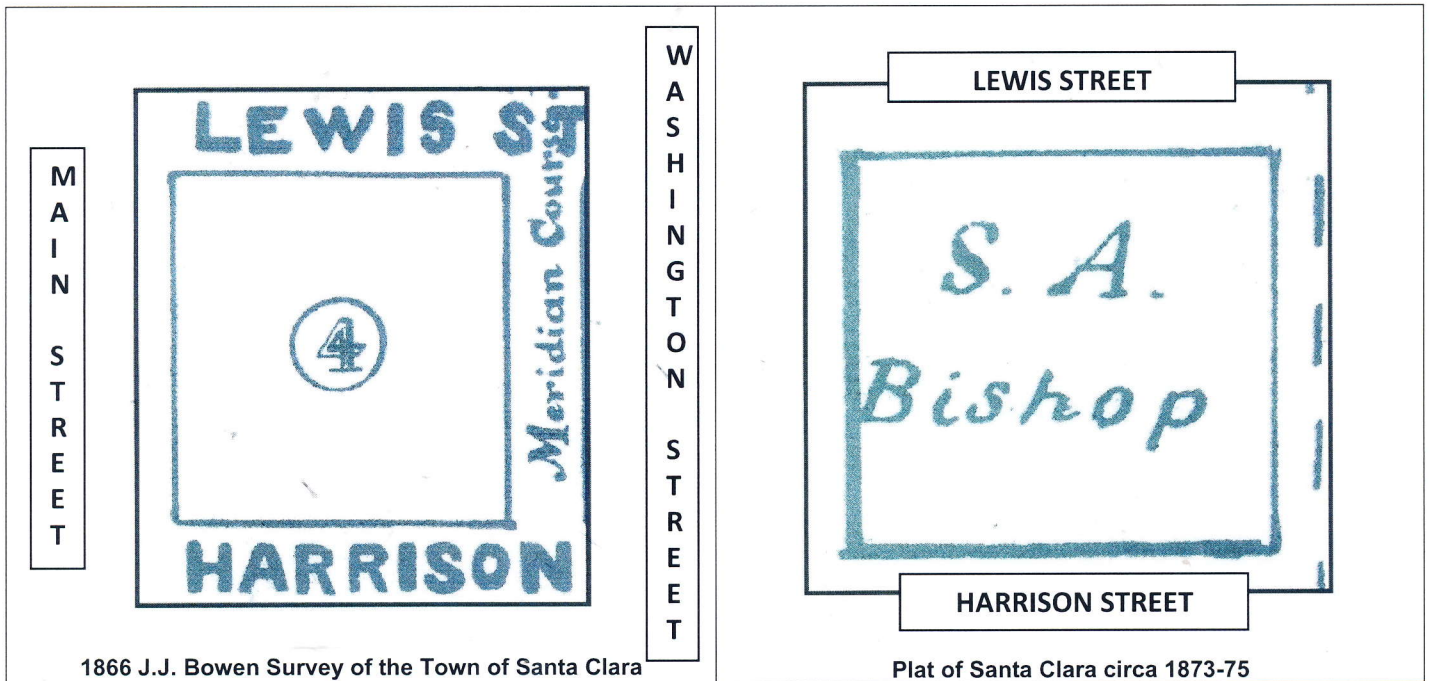 MAIN STREET
LEWIS ST
Meridian Course
4
HARRISON
WASHINGTON STREET
1866 J.J. Bowen Survey of the Town of Santa Clara
LEWIS STREET
S. A.
Bishop
HARRISON STREET
Plat of Santa Clara circa 1873-75